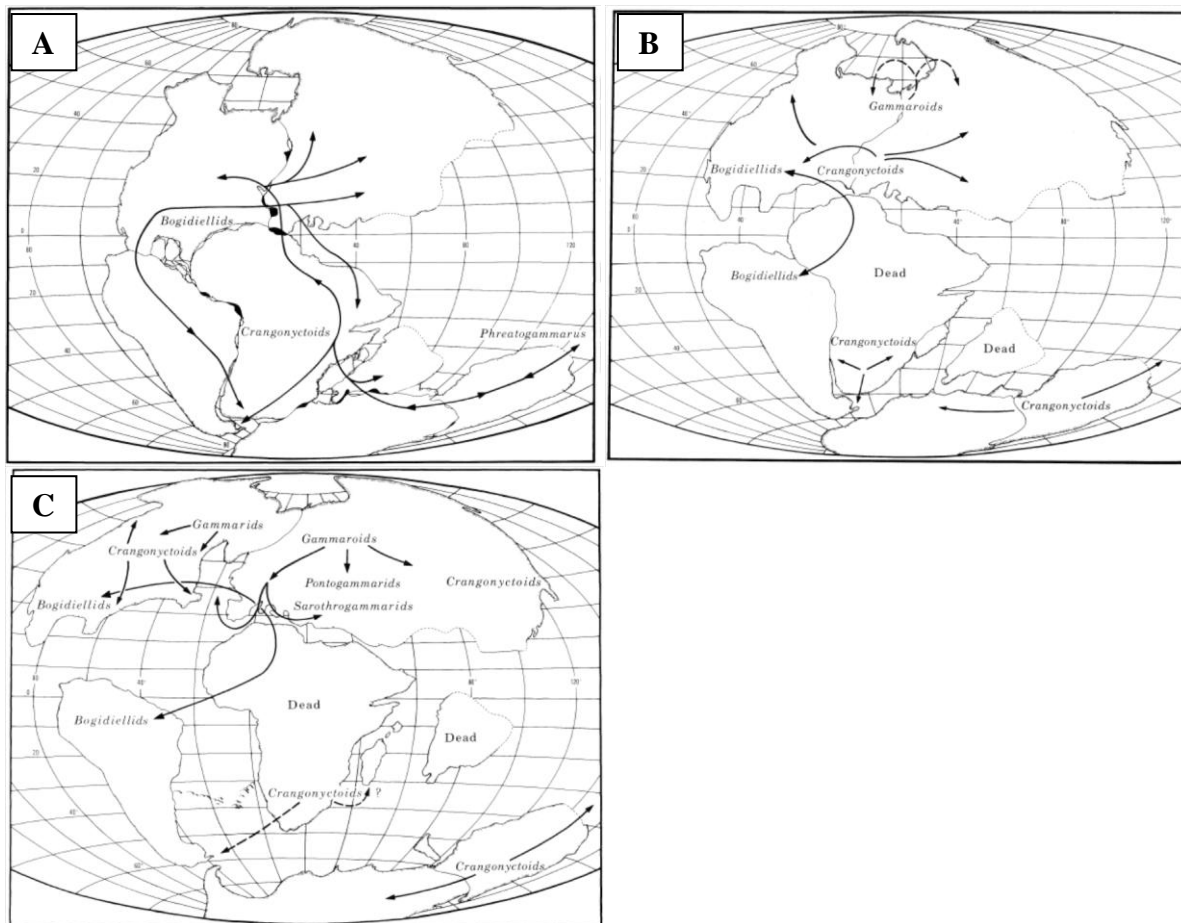 A
Bogidiellids
Crangonyctoids
Phreatogammarus
B
Gammaroids
Bogidiellids
Crangonyctoids
Bogidiellids
Dead
Crangonyctoids
Dead
Crangonyctoids
C
Gammarids
Gammaroids
Crangonyctoids
Pontogammarids
Crangonyctoids
Bogidiellids
Sarothrogammarids
Dead
Bogidiellids
Dead
Crangonyctoids ?
Crangonyctoids